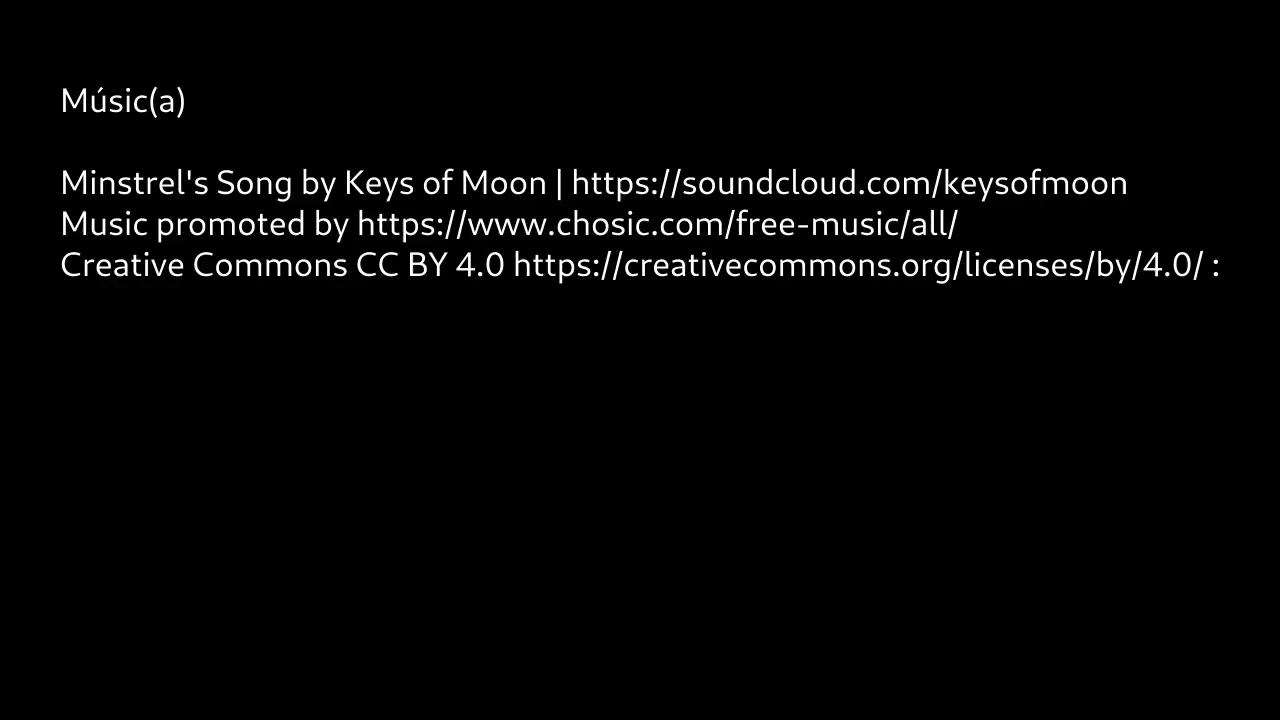 Músic(a)
Minstrel's Song by Keys of Moon | https://soundcloud.com/keysofmoon
Music promoted by https://www.chosic.com/free-music/all/
Creative Commons CC BY 4.0 https://creativecommons.org/licenses/by/4.0/ :